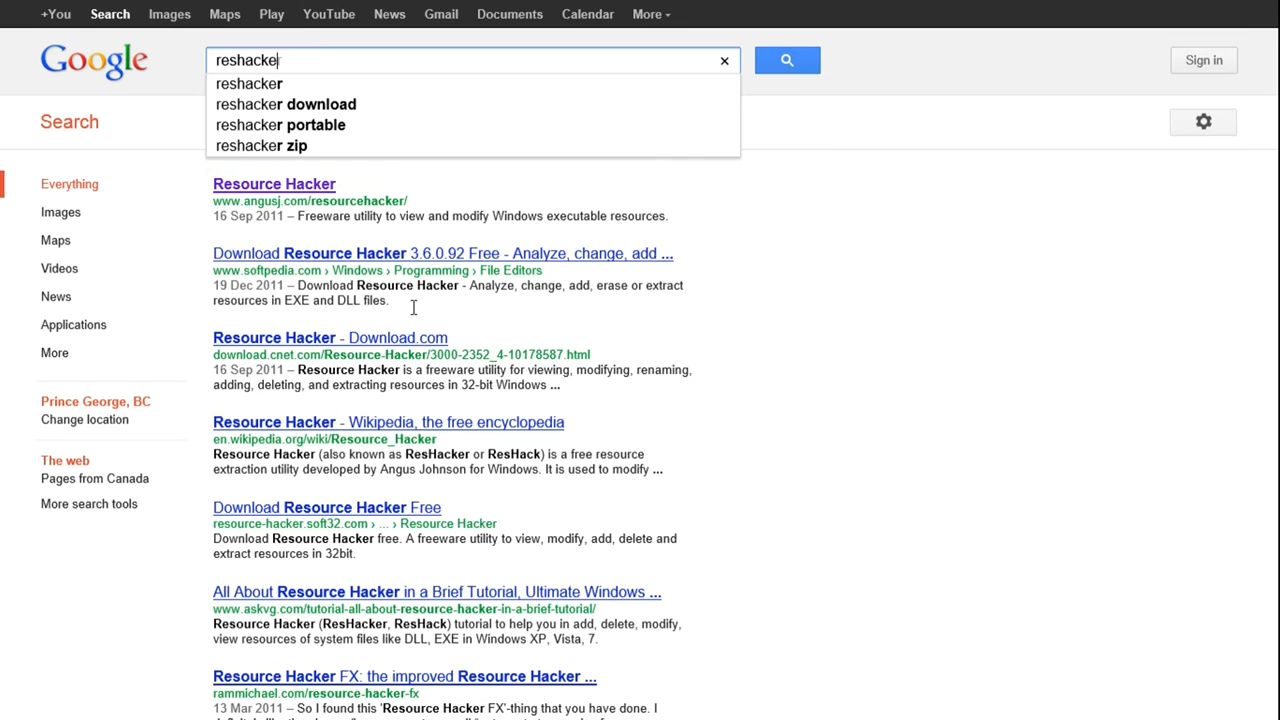 +You Search Images Maps Play YouTube News Gmail Documents Calendar More
Google
reshacke
Sign in
reshacker
reshacker download
reshacker portable
reshacker zip
Search
Everything
Images
Maps
Videos
News
Applications
More
Prince George, BC
Change location
The web
Pages from Canada
More search tools
Resource Hacker
www.angusj.com/resourcehacker/
16 Sep 2011 – Freeware utility to view and modify Windows executable resources.
Download Resource Hacker 3.6.0.92 Free - Analyze, change, add ...
www.softpedia.com › Windows › Programming › File Editors
19 Dec 2011 – Download Resource Hacker - Analyze, change, add, erase or extract
resources in EXE and DLL files.
Resource Hacker - Download.com
download.cnet.com/Resource-Hacker/3000-2352_4-10178587.html
16 Sep 2011 – Resource Hacker is a freeware utility for viewing, modifying, renaming,
adding, deleting, and extracting resources in 32-bit Windows ...
Resource Hacker - Wikipedia, the free encyclopedia
en.wikipedia.org/wiki/Resource_Hacker
Resource Hacker (also known as ResHacker or ResHack) is a free resource
extraction utility developed by Angus Johnson for Windows. It is used to modify ...
Download Resource Hacker Free
resource-hacker.soft32.com › ... › Resource Hacker
Download Resource Hacker free. A freeware utility to view, modify, add, delete and
extract resources in 32bit.
All About Resource Hacker in a Brief Tutorial, Ultimate Windows ...
www.askvg.com/tutorial-all-about-resource-hacker-in-a-brief-tutorial/
Resource Hacker (ResHacker, ResHack) tutorial to help you in add, delete, modify,
view resources of system files like DLL, EXE in Windows XP, Vista, 7.
Resource Hacker FX: the improved Resource Hacker ...
rammichael.com/resource-hacker-fx
13 Mar 2011 – So I found this 'Resource Hacker FX'-thing that you have done. I